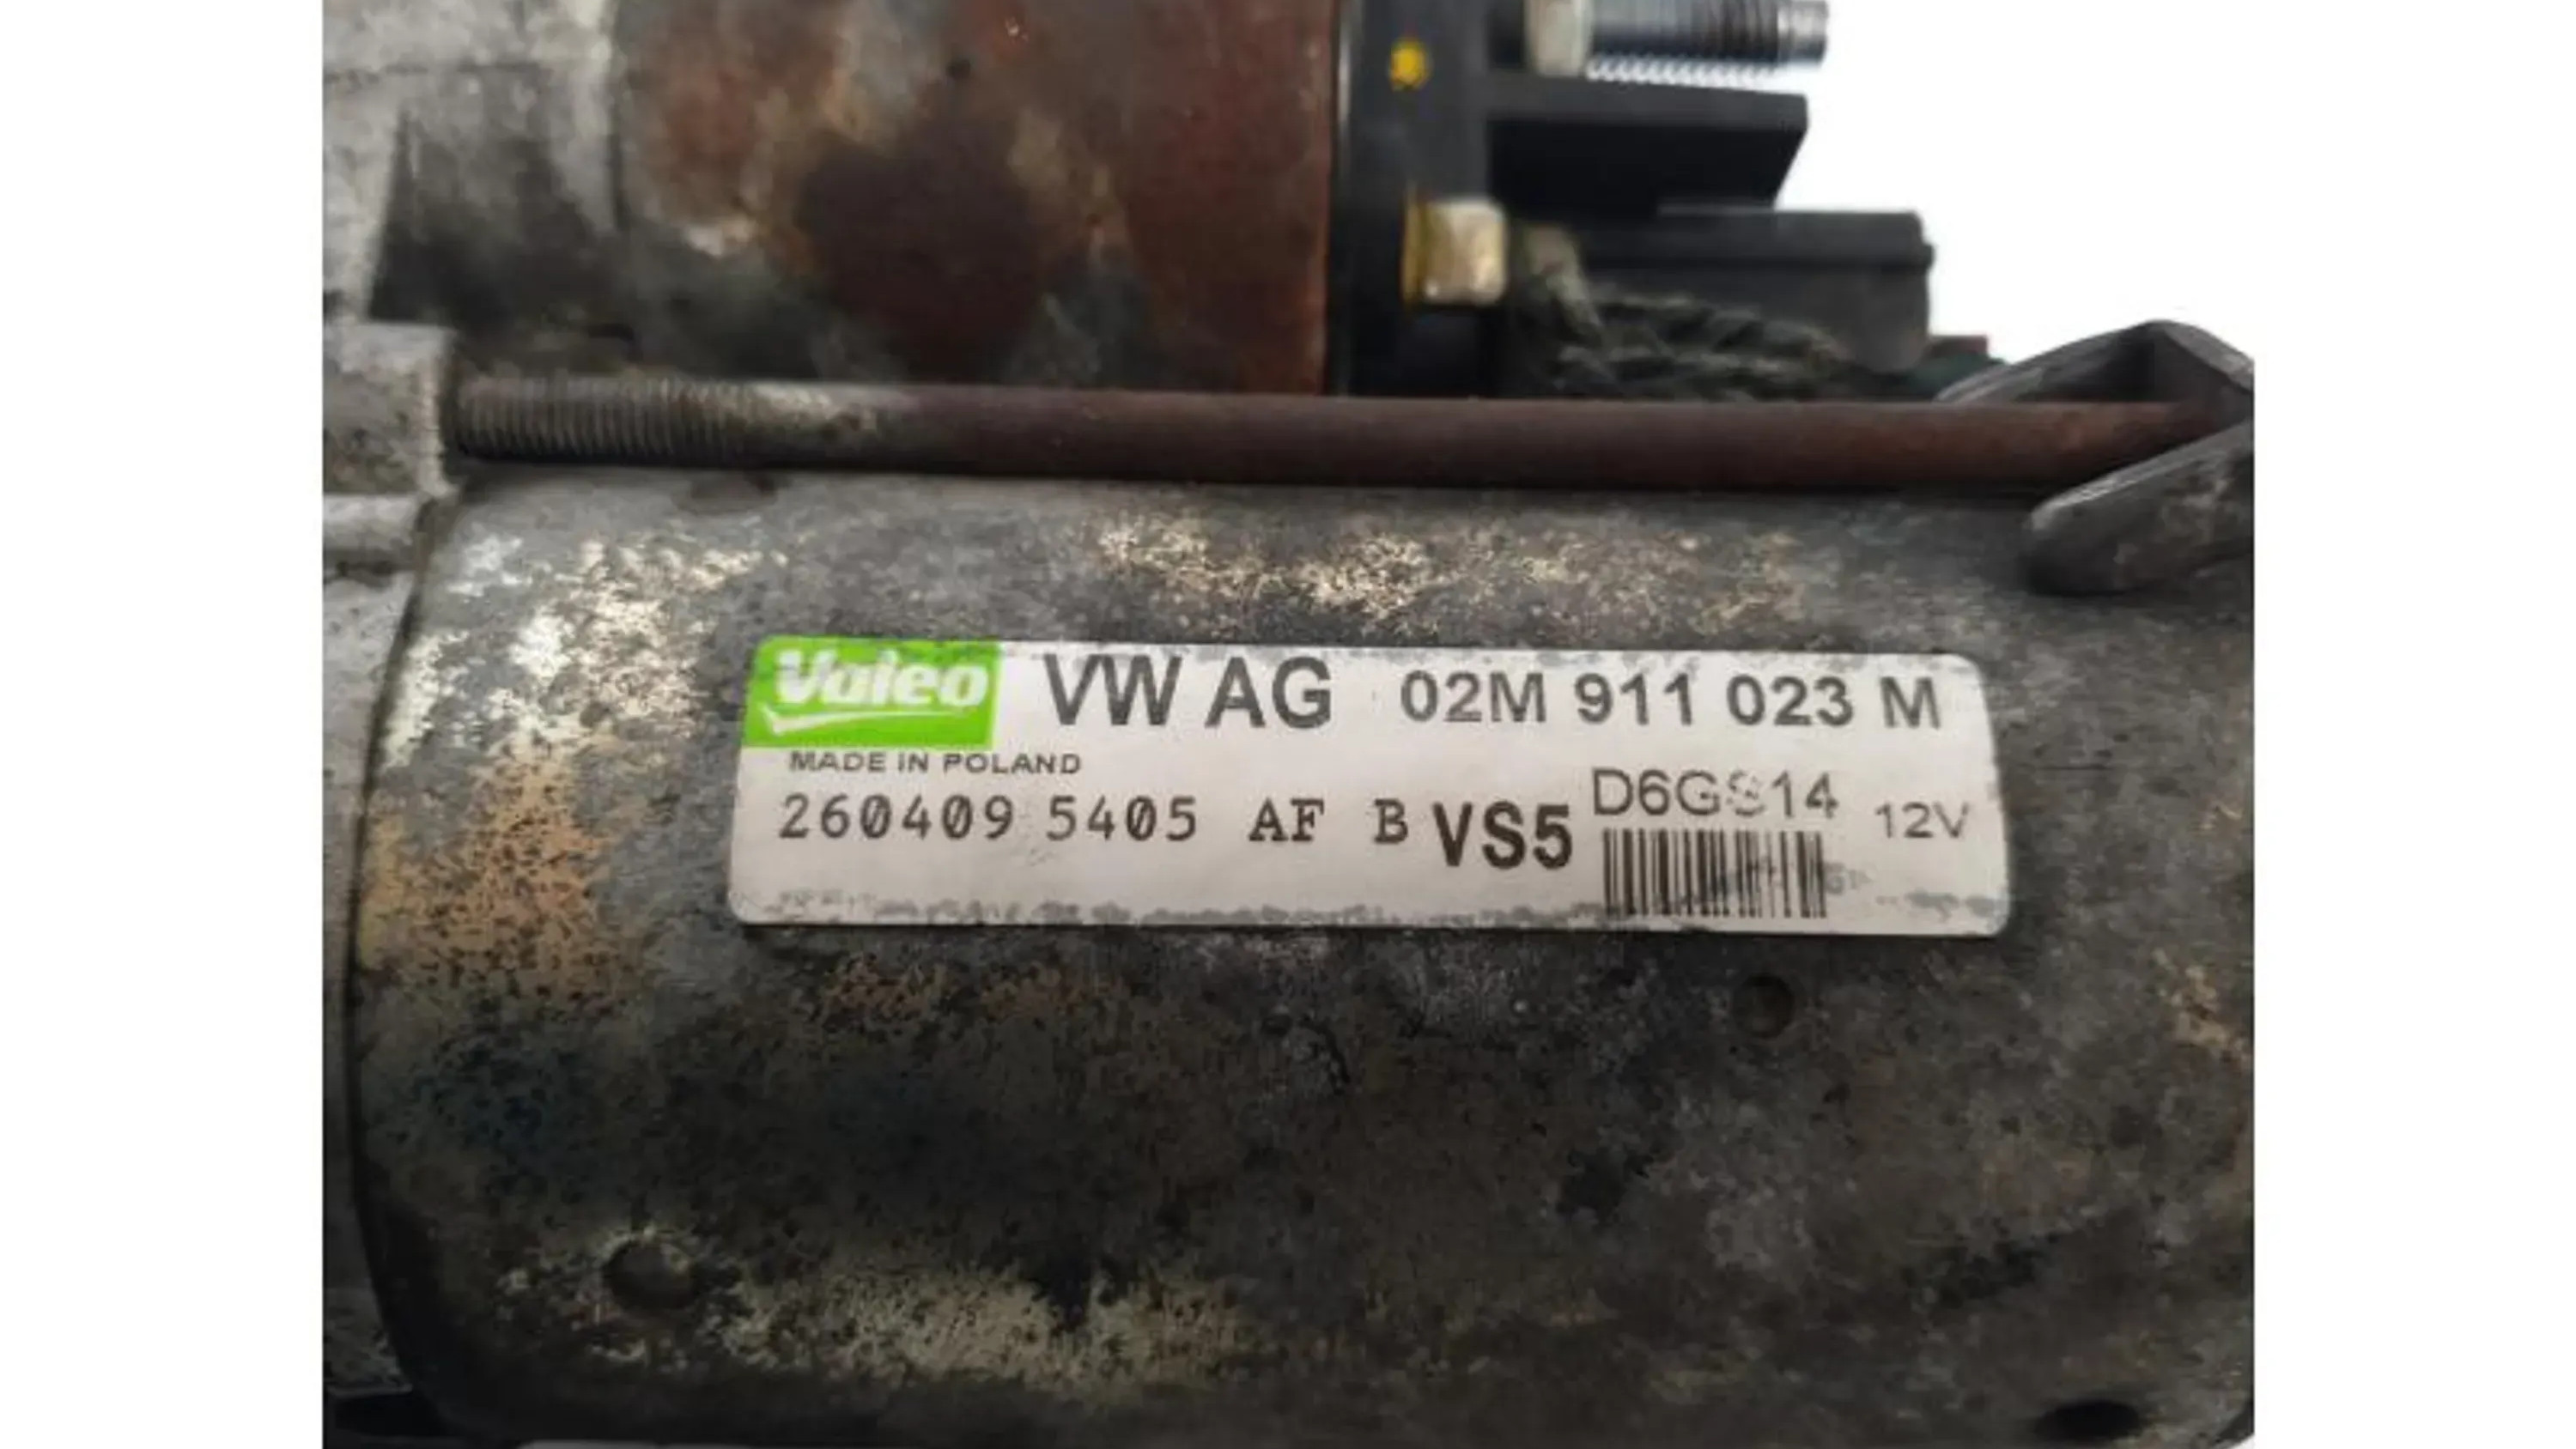 Valeo VW AG 02M 911 023 M
MADE IN POLAND
260409 5405 AF B VS5 D6GS14 12V